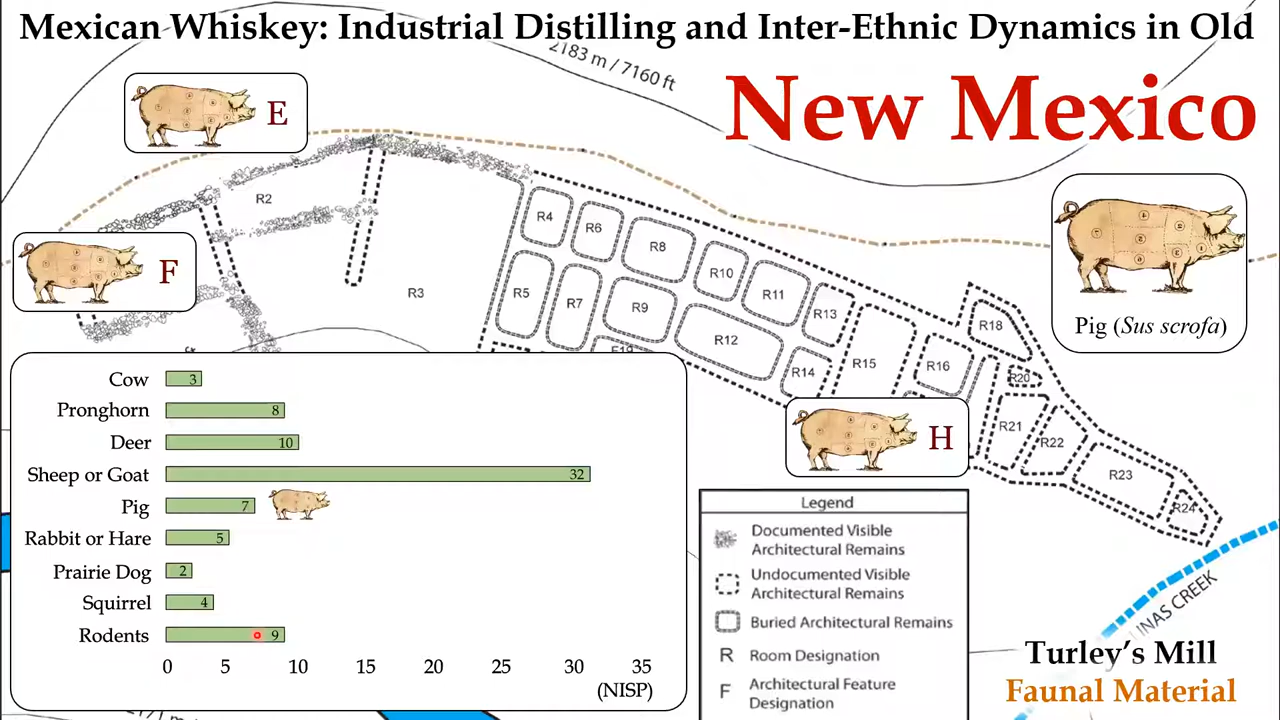 Mexican Whiskey: Industrial Distilling and Inter-Ethnic Dynamics in Old
New Mexico
2183 m / 7160 ft
E
F
H
Pig (Sus scrofa)
R2
R3
R4
R6
R8
R10
R11
R13
R5
R7
R9
R12
R14
R15
R16
R18
R20
R21
R22
R23
R24
Cow 3
Pronghorn 8
Deer 10
Sheep or Goat 32
Pig 7
Rabbit or Hare 5
Prairie Dog 2
Squirrel 4
Rodents 9
0 5 10 15 20 25 30 35
(NISP)
Legend
Documented Visible
Architectural Remains
Undocumented Visible
Architectural Remains
Buried Architectural Remains
R Room Designation
F Architectural Feature
Designation
INAS CREEK
Turley's Mill
Faunal Material